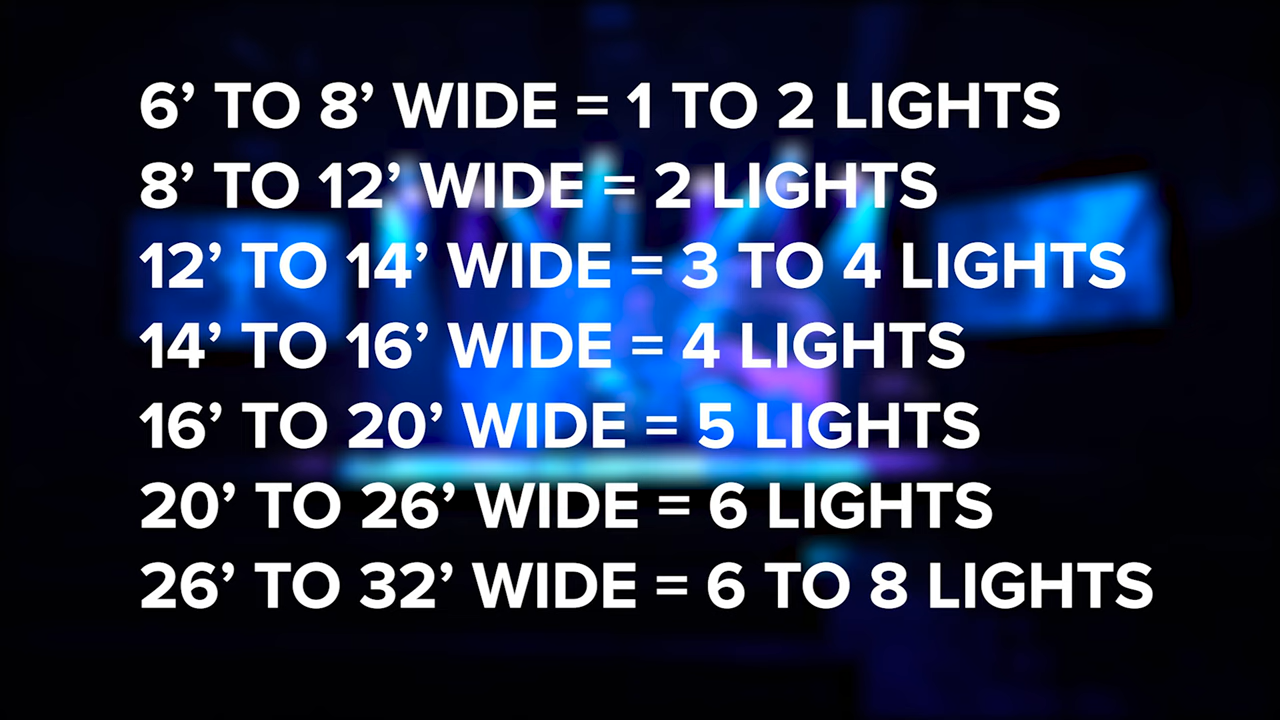 6’ TO 8’ WIDE = 1 TO 2 LIGHTS
8’ TO 12’ WIDE = 2 LIGHTS
12’ TO 14’ WIDE = 3 TO 4 LIGHTS
14’ TO 16’ WIDE = 4 LIGHTS
16’ TO 20’ WIDE = 5 LIGHTS
20’ TO 26’ WIDE = 6 LIGHTS
26’ TO 32’ WIDE = 6 TO 8 LIGHTS